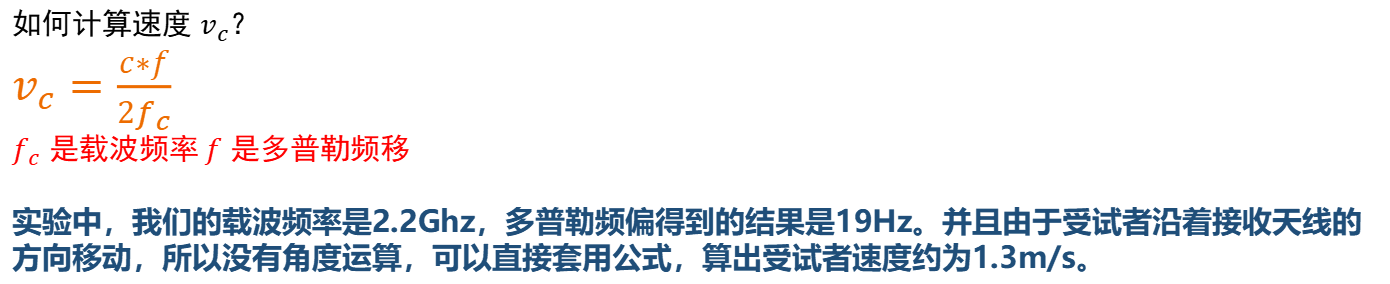 如何计算速度 v_c?
v_c = \frac{c*f}{2f_c}
f_c 是载波频率 f 是多普勒频移
实验中，我们的载波频率是2.2Ghz，多普勒频偏得到的结果是19Hz。并且由于受试者沿着接收天线的
方向移动，所以没有角度运算，可以直接套用公式，算出受试者速度约为1.3m/s。